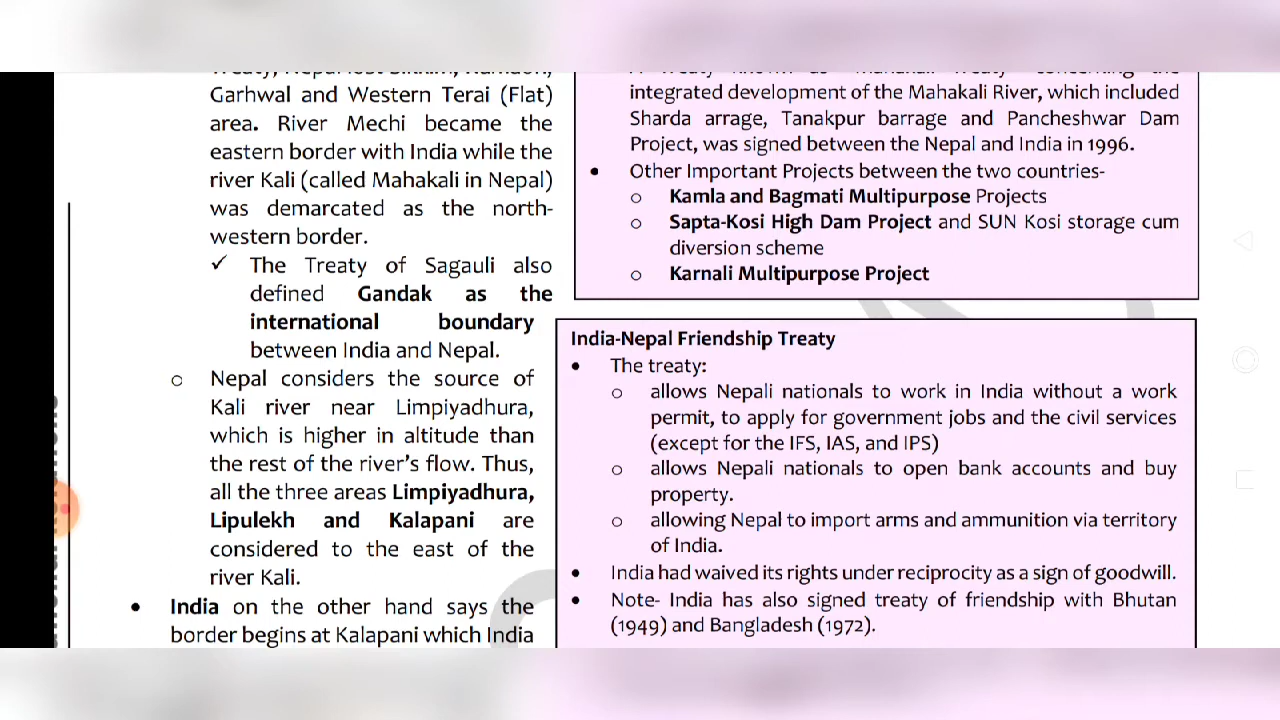 Garhwal and Western Terai (Flat)
area. River Mechi became the
eastern border with India while the
river Kali (called Mahakali in Nepal)
was demarcated as the north-
western border.
✓ The Treaty of Sagauli also
defined Gandak as the
international boundary
between India and Nepal.
o Nepal considers the source of
Kali river near Limpiyadhura,
which is higher in altitude than
the rest of the river's flow. Thus,
all the three areas Limpiyadhura,
Lipulekh and Kalapani are
considered to the east of the
river Kali.
• India on the other hand says the
border begins at Kalapani which India
integrated development of the Mahakali River, which included
Sharda arrage, Tanakpur barrage and Pancheshwar Dam
Project, was signed between the Nepal and India in 1996.
• Other Important Projects between the two countries-
o Kamla and Bagmati Multipurpose Projects
o Sapta-Kosi High Dam Project and SUN Kosi storage cum
diversion scheme
o Karnali Multipurpose Project
India-Nepal Friendship Treaty
• The treaty:
o allows Nepali nationals to work in India without a work
permit, to apply for government jobs and the civil services
(except for the IFS, IAS, and IPS)
o allows Nepali nationals to open bank accounts and buy
property.
o allowing Nepal to import arms and ammunition via territory
of India.
• India had waived its rights under reciprocity as a sign of goodwill.
• Note- India has also signed treaty of friendship with Bhutan
(1949) and Bangladesh (1972).